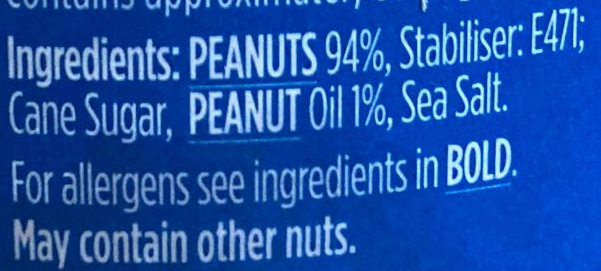 Ingredients: PEANUTS 94%, Stabiliser: E471;
Cane Sugar, PEANUT Oil 1%, Sea Salt.
For allergens see ingredients in BOLD.
May contain other nuts.